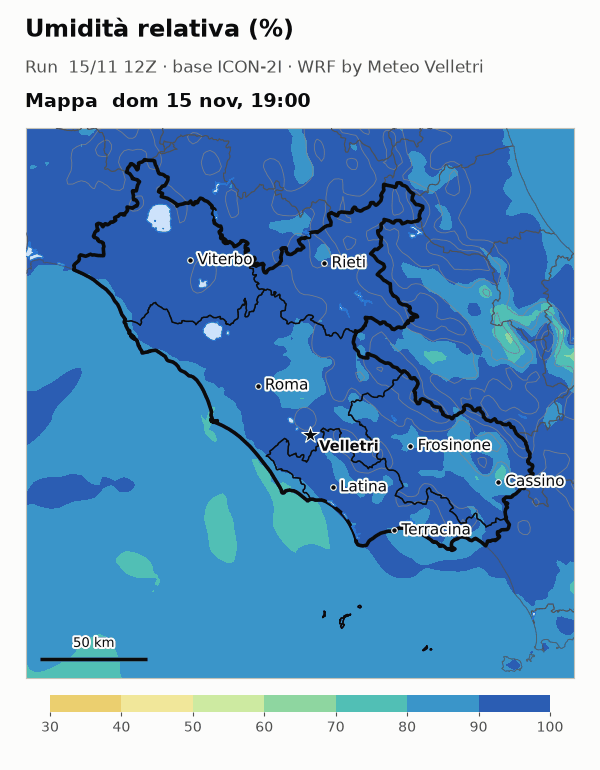 Umidità relativa (%)
Run  15/11 12Z · base ICON-2I · WRF by Meteo Velletri
Mappa  dom 15 nov, 19:00
Viterbo
Rieti
Roma
Velletri
Frosinone
Latina
Cassino
Terracina
50 km
30 40 50 60 70 80 90 100